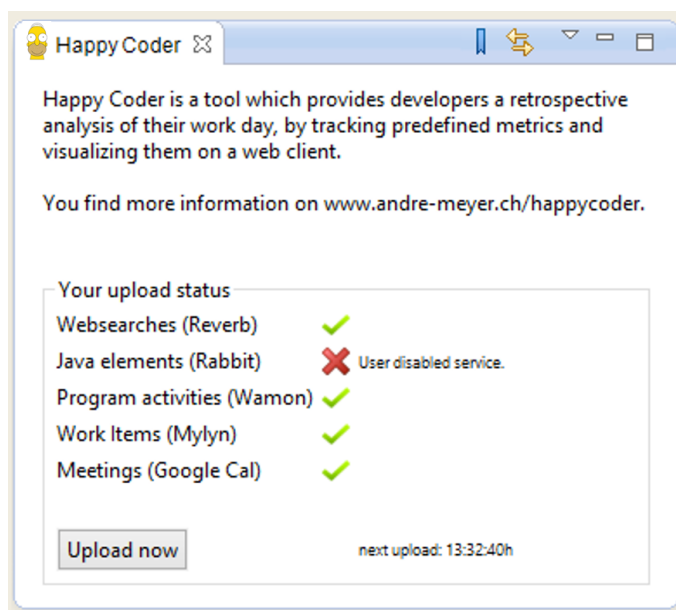 Happy Coder
Happy Coder is a tool which provides developers a retrospective
analysis of their work day, by tracking predefined metrics and
visualizing them on a web client.
You find more information on www.andre-meyer.ch/happycoder.
Your upload status
Websearches (Reverb)
Java elements (Rabbit) User disabled service.
Program activities (Wamon)
Work Items (Mylyn)
Meetings (Google Cal)
Upload now next upload: 13:32:40h